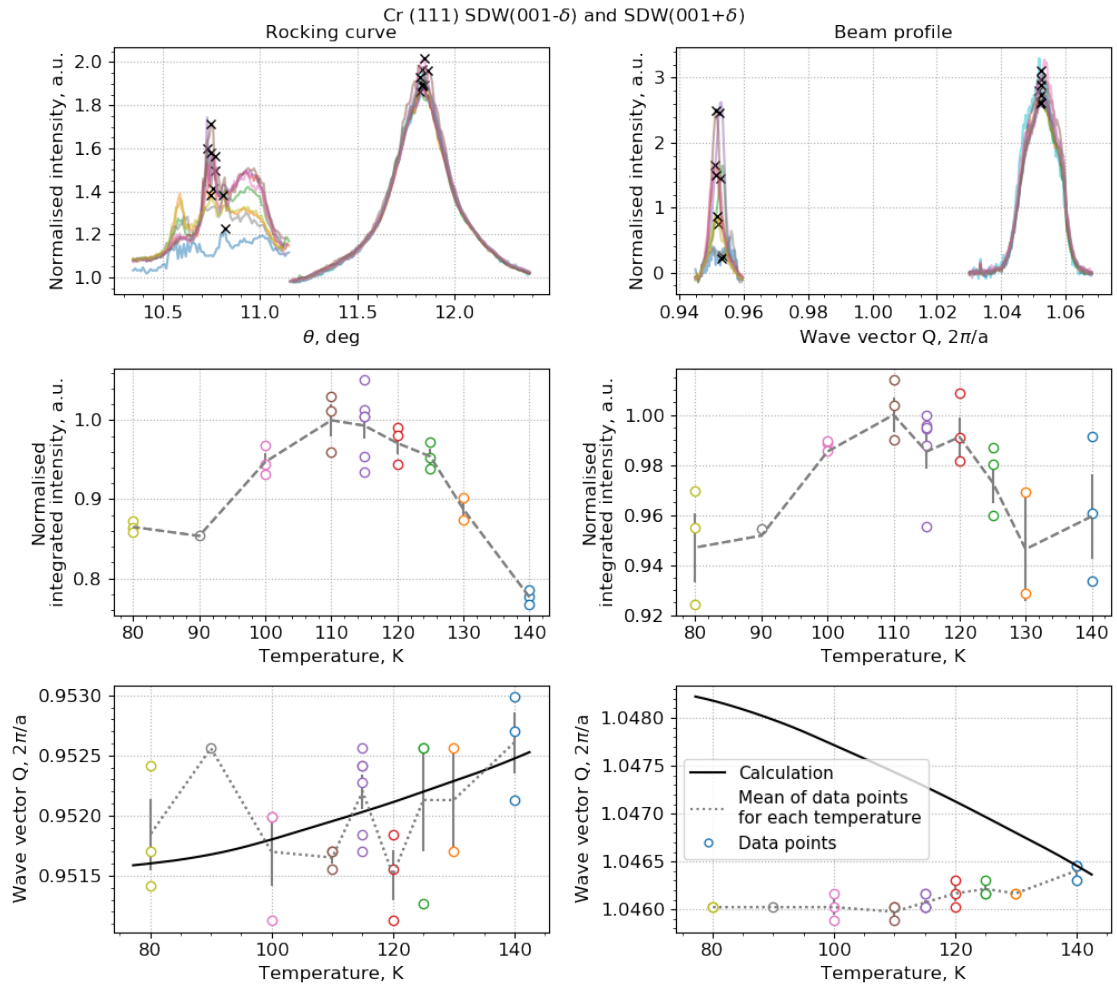 Cr (111) SDW(001-δ) and SDW(001+δ)
Rocking curve
Normalised intensity, a.u.
2.0
1.8
1.6
1.4
1.2
1.0
10.5 11.0 11.5 12.0
θ, deg
Beam profile
Normalised intensity, a.u.
3
2
1
0
0.94 0.96 0.98 1.00 1.02 1.04 1.06
Wave vector Q, 2π/a
Normalised
integrated intensity, a.u.
1.0
0.9
0.8
80 90 100 110 120 130 140
Temperature, K
Normalised
integrated intensity, a.u.
1.00
0.98
0.96
0.94
0.92
80 90 100 110 120 130 140
Temperature, K
Wave vector Q, 2π/a
0.9530
0.9525
0.9520
0.9515
80 100 120 140
Temperature, K
Wave vector Q, 2π/a
1.0480
1.0475
1.0470
1.0465
1.0460
Calculation
Mean of data points
for each temperature
Data points
80 100 120 140
Temperature, K